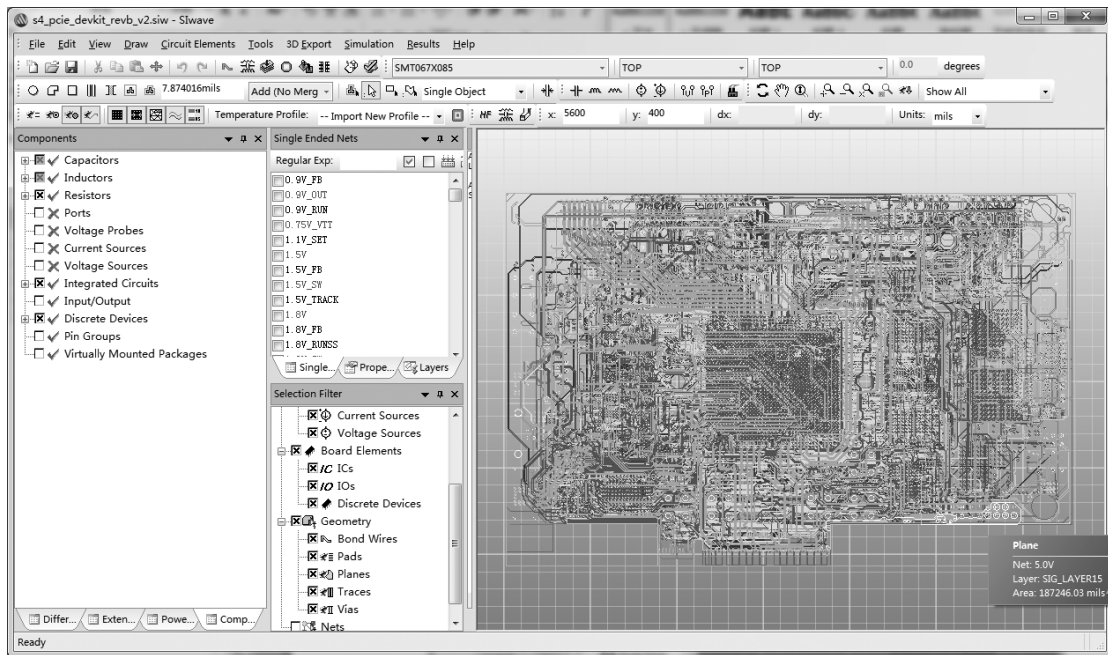 s4_pcie_devkit_revb_v2.siw - SIwave
File Edit View Draw Circuit Elements Tools 3D Export Simulation Results Help
SMT067X085 TOP TOP 0.0 degrees
7.874016mils Add (No Merg Single Object Show All
Temperature Profile: -- Import New Profile -- x: 5600 y: 400 dx: dy: Units: mils
Components
Capacitors
Inductors
Resistors
Ports
Voltage Probes
Current Sources
Voltage Sources
Integrated Circuits
Input/Output
Discrete Devices
Pin Groups
Virtually Mounted Packages
Differ... Exten... Powe... Comp...
Single Ended Nets
Regular Exp:
0.9V_FB
0.9V_OUT
0.9V_RUN
0.75V_VTT
1.1V_SET
1.5V
1.5V_FB
1.5V_SW
1.5V_TRACK
1.8V
1.8V_FB
1.8V_RUNSS
Single... Prope... Layers
Selection Filter
Current Sources
Voltage Sources
Board Elements
IC ICs
IO IOs
Discrete Devices
Geometry
Bond Wires
Pads
Planes
Traces
Vias
Nets
Plane
Net: 5.0V
Layer: SIG_LAYER15
Area: 187246.03 mils
Ready